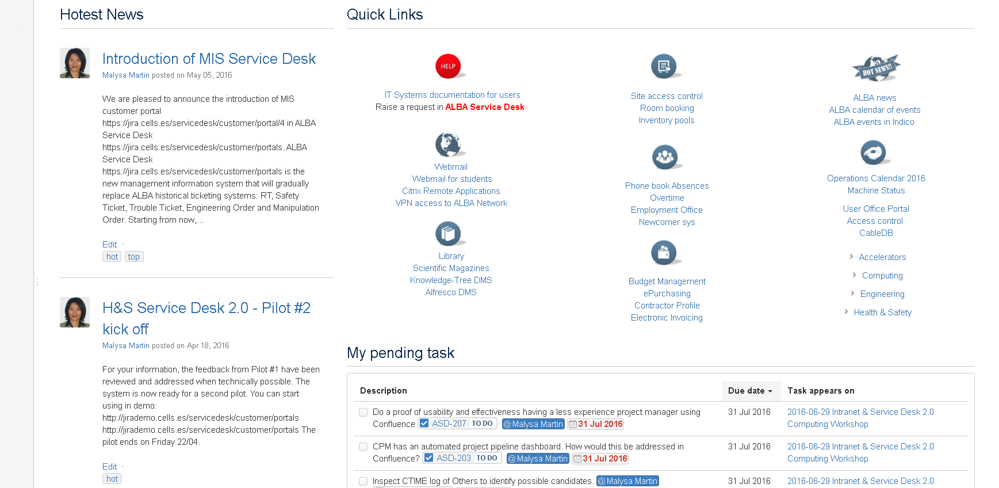 Hotest News
Introduction of MIS Service Desk
Malysa Martin posted on May 05, 2016
We are pleased to announce the introduction of MIS
customer portal
https://jira.cells.es/servicedesk/customer/portal/4 in ALBA
Service Desk
https://jira.cells.es/servicedesk/customer/portals. ALBA
Service Desk
https://jira.cells.es/servicedesk/customer/portals is the
new management information system that will gradually
replace ALBA historical ticketing systems: RT, Safety
Ticket, Trouble Ticket, Engineering Order and Manipulation
Order. Starting from now,...
Edit ·
hot top
H&S Service Desk 2.0 - Pilot #2
kick off
Malysa Martin posted on Apr 18, 2016
For your information, the feedback from Pilot #1 have been
reviewed and addressed when technically possible. The
system is now ready for a second pilot. You can start
using in demo:
http://jirademo.cells.es/servicedesk/customer/portals
http://jirademo.cells.es/servicedesk/customer/portals The
pilot ends on Friday 22/04.
Edit ·
hot
Quick Links
HELP
IT Systems documentation for users
Raise a request in ALBA Service Desk
Webmail
Webmail for students
Citrix Remote Applications
VPN access to ALBA Network
Library
Scientific Magazines
Knowledge-Tree DMS
Alfresco DMS
Site access control
Room booking
Inventory pools
Phone book Absences
Overtime
Employment Office
Newcomer sys
Budget Management
ePurchasing
Contractor Profile
Electronic Invoicing
HOT NEWS!!
ALBA news
ALBA calendar of events
ALBA events in Indico
Operations Calendar 2016
Machine Status
User Office Portal
Access control
CableDB
Accelerators
Computing
Engineering
Health & Safety
My pending task
Description Due date Task appears on
Do a proof of usability and effectiveness having a less experience project manager using 31 Jul 2016 2016-06-29 Intranet & Service Desk 2.0
Confluence ASD-207 TO DO @Malysa Martin 31 Jul 2016 Computing Workshop
CPM has an automated project pipeline dashboard. How would this be addressed in 31 Jul 2016 2016-06-29 Intranet & Service Desk 2.0
Confluence? ASD-203 TO DO @Malysa Martin 31 Jul 2016 Computing Workshop
Inspect CTIME log of Others to identify possible candidates. @Malysa Martin 31 Jul 2016 2016-06-29 Intranet & Service Desk 2.0